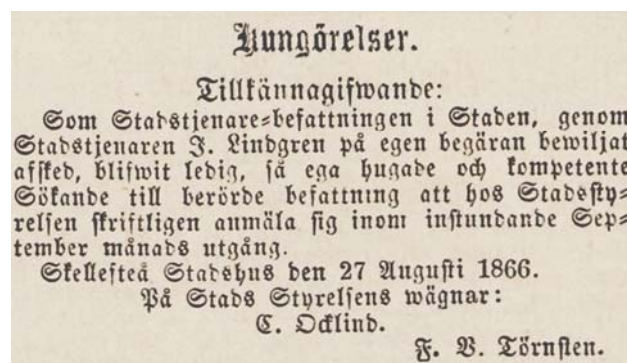 Kungörelser.
Tillkännagifwande:
Som Stadstjenare=befattningen i Staden, genom
Stadstjenaren J. Lindgren på egen begäran bewiljat
afsked, blifwit ledig, så ega hugade och kompetente
Sökande till berörde befattning att hos Stadssty=
relsen skriftligen anmäla sig inom instundande Sep=
tember månads utgång.
Skellefteå Stadshus den 27 Augusti 1866.
På Stads Styrelsens wägnar:
C. Ocklind.
F. V. Törnsten.